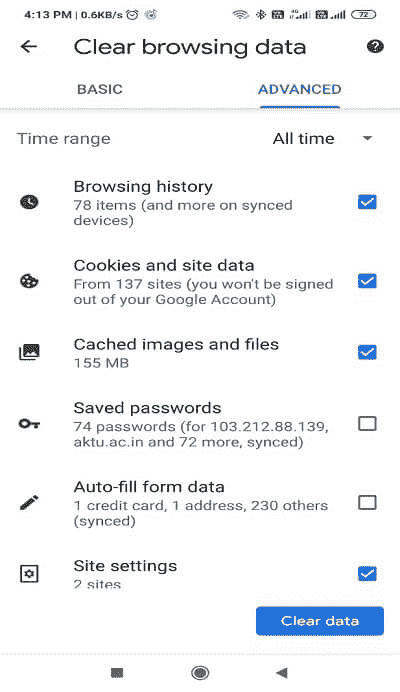 4:13 PM | 0.6KB/s
4G
72
Clear browsing data
BASIC
ADVANCED
Time range
All time
Browsing history
78 items (and more on synced
devices)
Cookies and site data
From 137 sites (you won't be signed
out of your Google Account)
Cached images and files
155 MB
Saved passwords
74 passwords (for 103.212.88.139,
aktu.ac.in and 72 more, synced)
Auto-fill form data
1 credit card, 1 address, 230 others
(synced)
Site settings
2 sites
Clear data